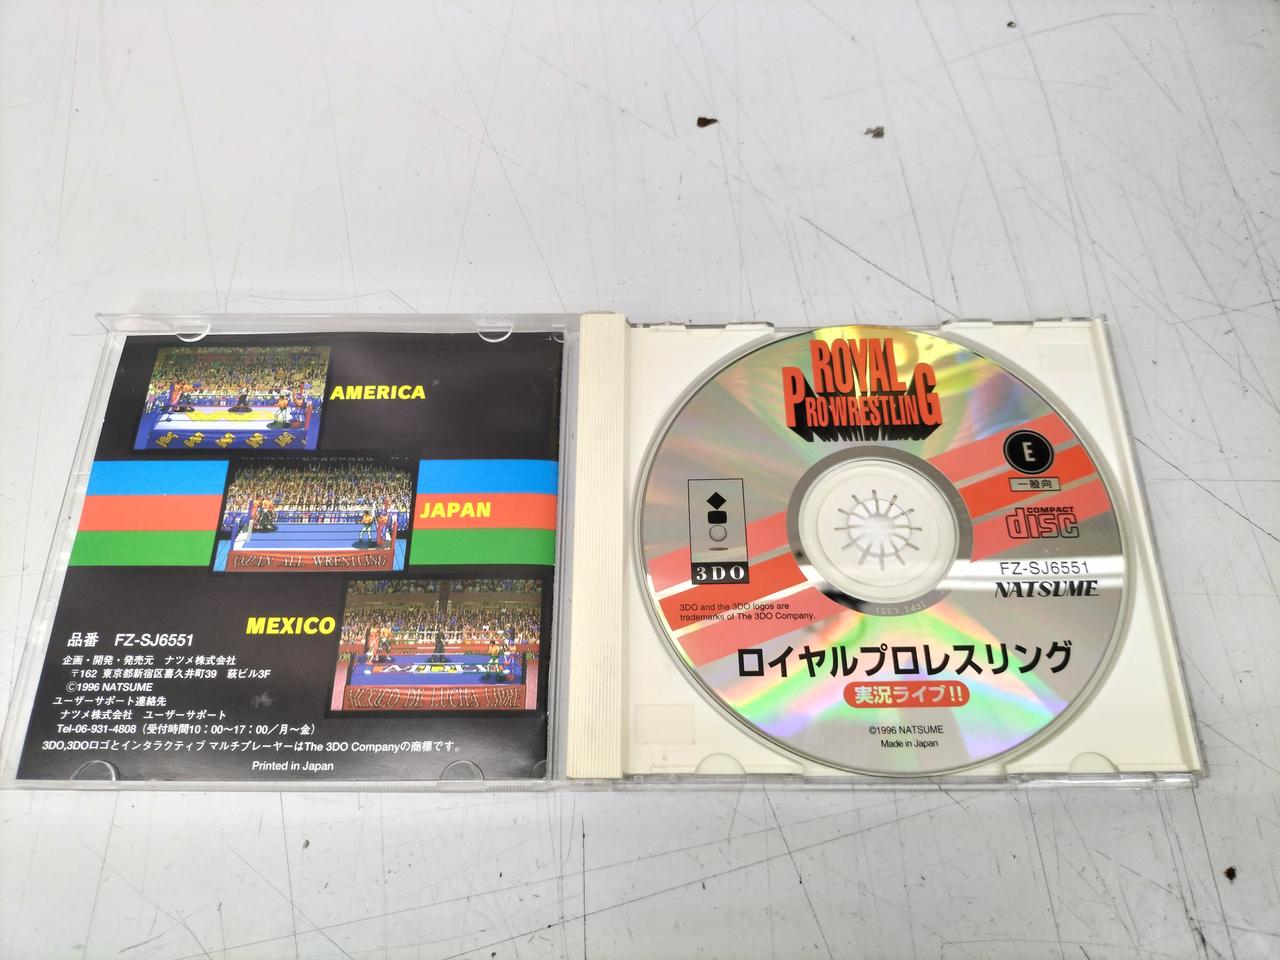 AMERICA
JAPAN
MEXICO
MEXICO DE LUCHA LIBRE
品番 FZ-SJ6551
企画・開発・発売元 ナツメ株式会社
〒162 東京都新宿区喜久井町39 萩ビル3F
©1996 NATSUME
ユーザーサポート連絡先
ナツメ株式会社 ユーザーサポート
Tel-06-931-4808（受付時間10：00〜17：00／月〜金）
3DO,3DOロゴとインタラクティブ マルチプレーヤーはThe 3DO Companyの商標です。
Printed in Japan
ROYAL
PRO-WRESTLING
E
一般向
COMPACT
disc
FZ-SJ6551
NATSUME
3DO
3DO and the 3DO logos are
trademarks of The 3DO Company.
ロイヤルプロレスリング
実況ライブ!!
©1996 NATSUME
Made in Japan